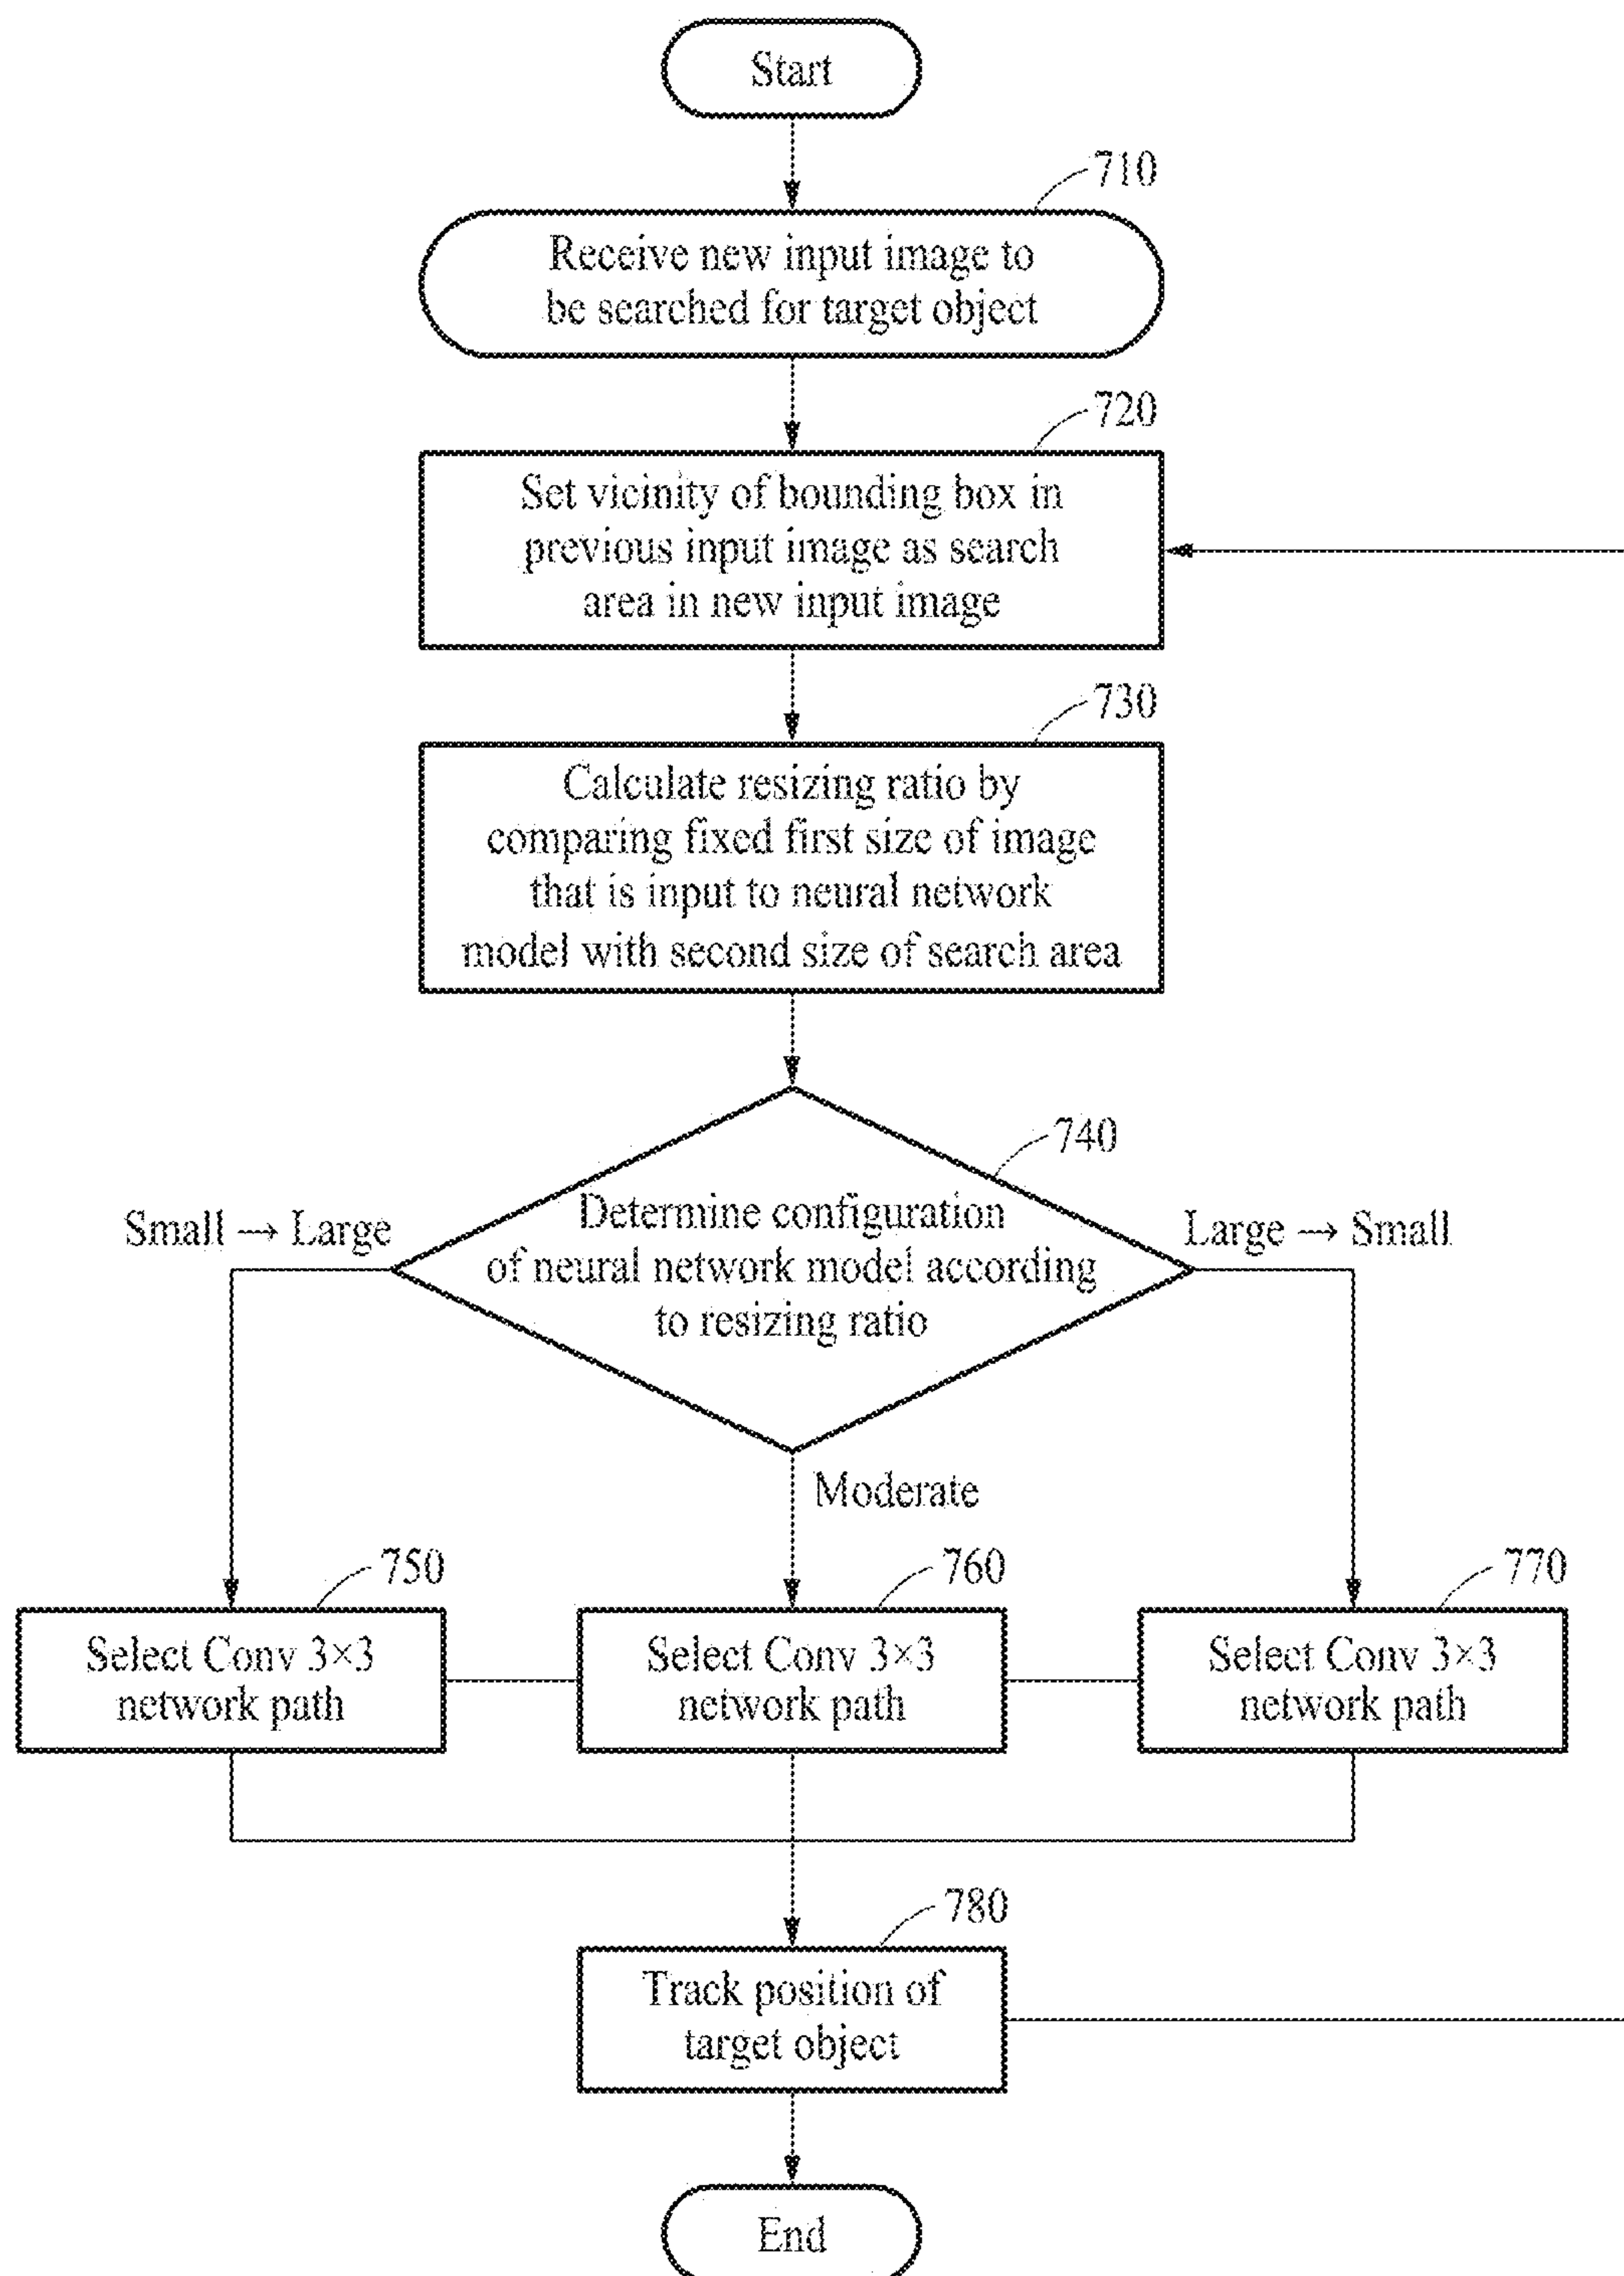 Start
710
Receive new input image to
be searched for target object
720
Set vicinity of bounding box in
previous input image as search
area in new input image
730
Calculate resizing ratio by
comparing fixed first size of image
that is input to neural network
model with second size of search area
740
Determine configuration
of neural network model according
to resizing ratio
Small → Large
Large → Small
Moderate
750
Select Conv 3×3
network path
760
Select Conv 3×3
network path
770
Select Conv 3×3
network path
780
Track position of
target object
End